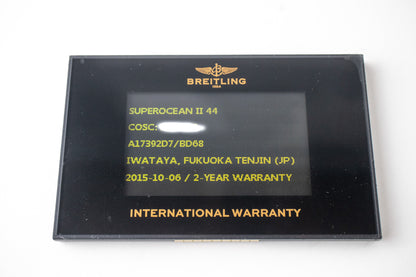 BREITLING
1884
SUPEROCEAN II 44
COSC:
A17392D7/BD68
IWATAYA, FUKUOKA TENJIN (JP)
2015-10-06 / 2-YEAR WARRANTY
INTERNATIONAL WARRANTY